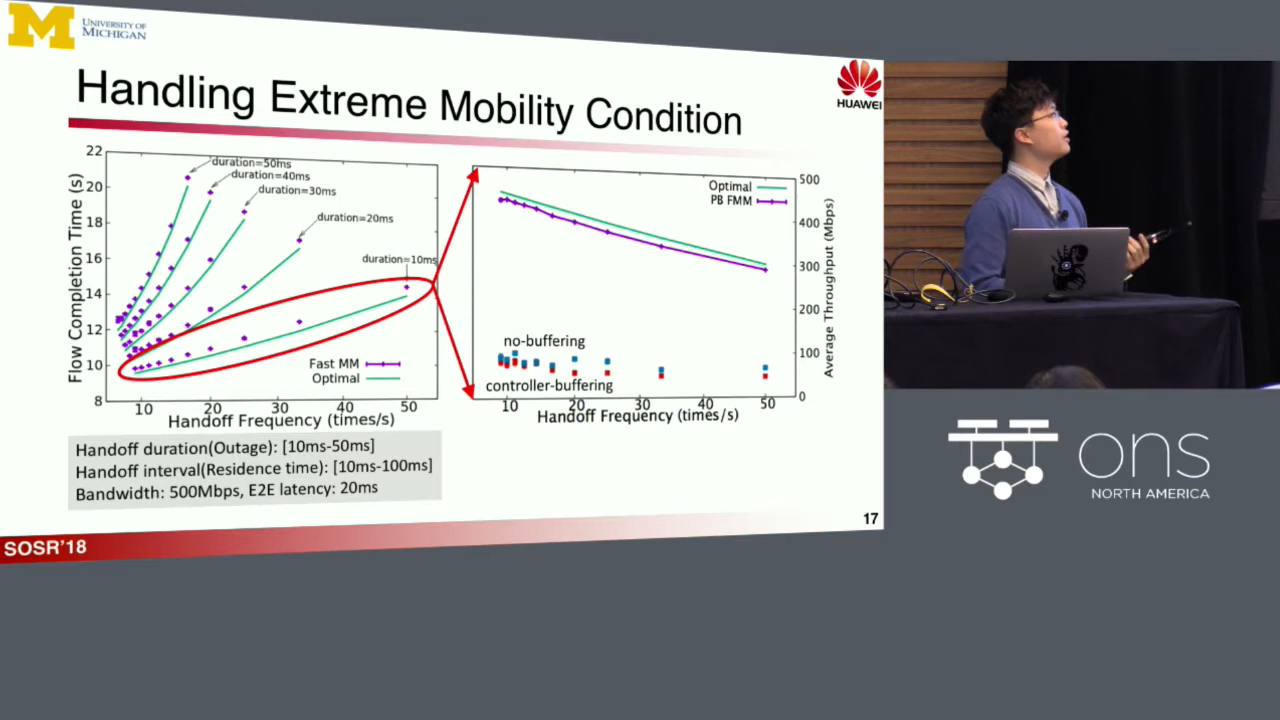 UNIVERSITY OF
MICHIGAN
HUAWEI
Handling Extreme Mobility Condition
22
20
18
16
14
12
10
8
Flow Completion Time (s)
duration=50ms
duration=40ms
duration=30ms
duration=20ms
duration=10ms
Fast MM
Optimal
10
20
30
40
50
Handoff Frequency (times/s)
Optimal
PB FMM
500
400
300
200
100
0
Average Throughput (Mbps)
no-buffering
controller-buffering
10
20
30
40
50
Handoff Frequency (times/s)
Handoff duration(Outage): [10ms-50ms]
Handoff interval(Residence time): [10ms-100ms]
Bandwidth: 500Mbps, E2E latency: 20ms
17
SOSR'18
ons
NORTH AMERICA